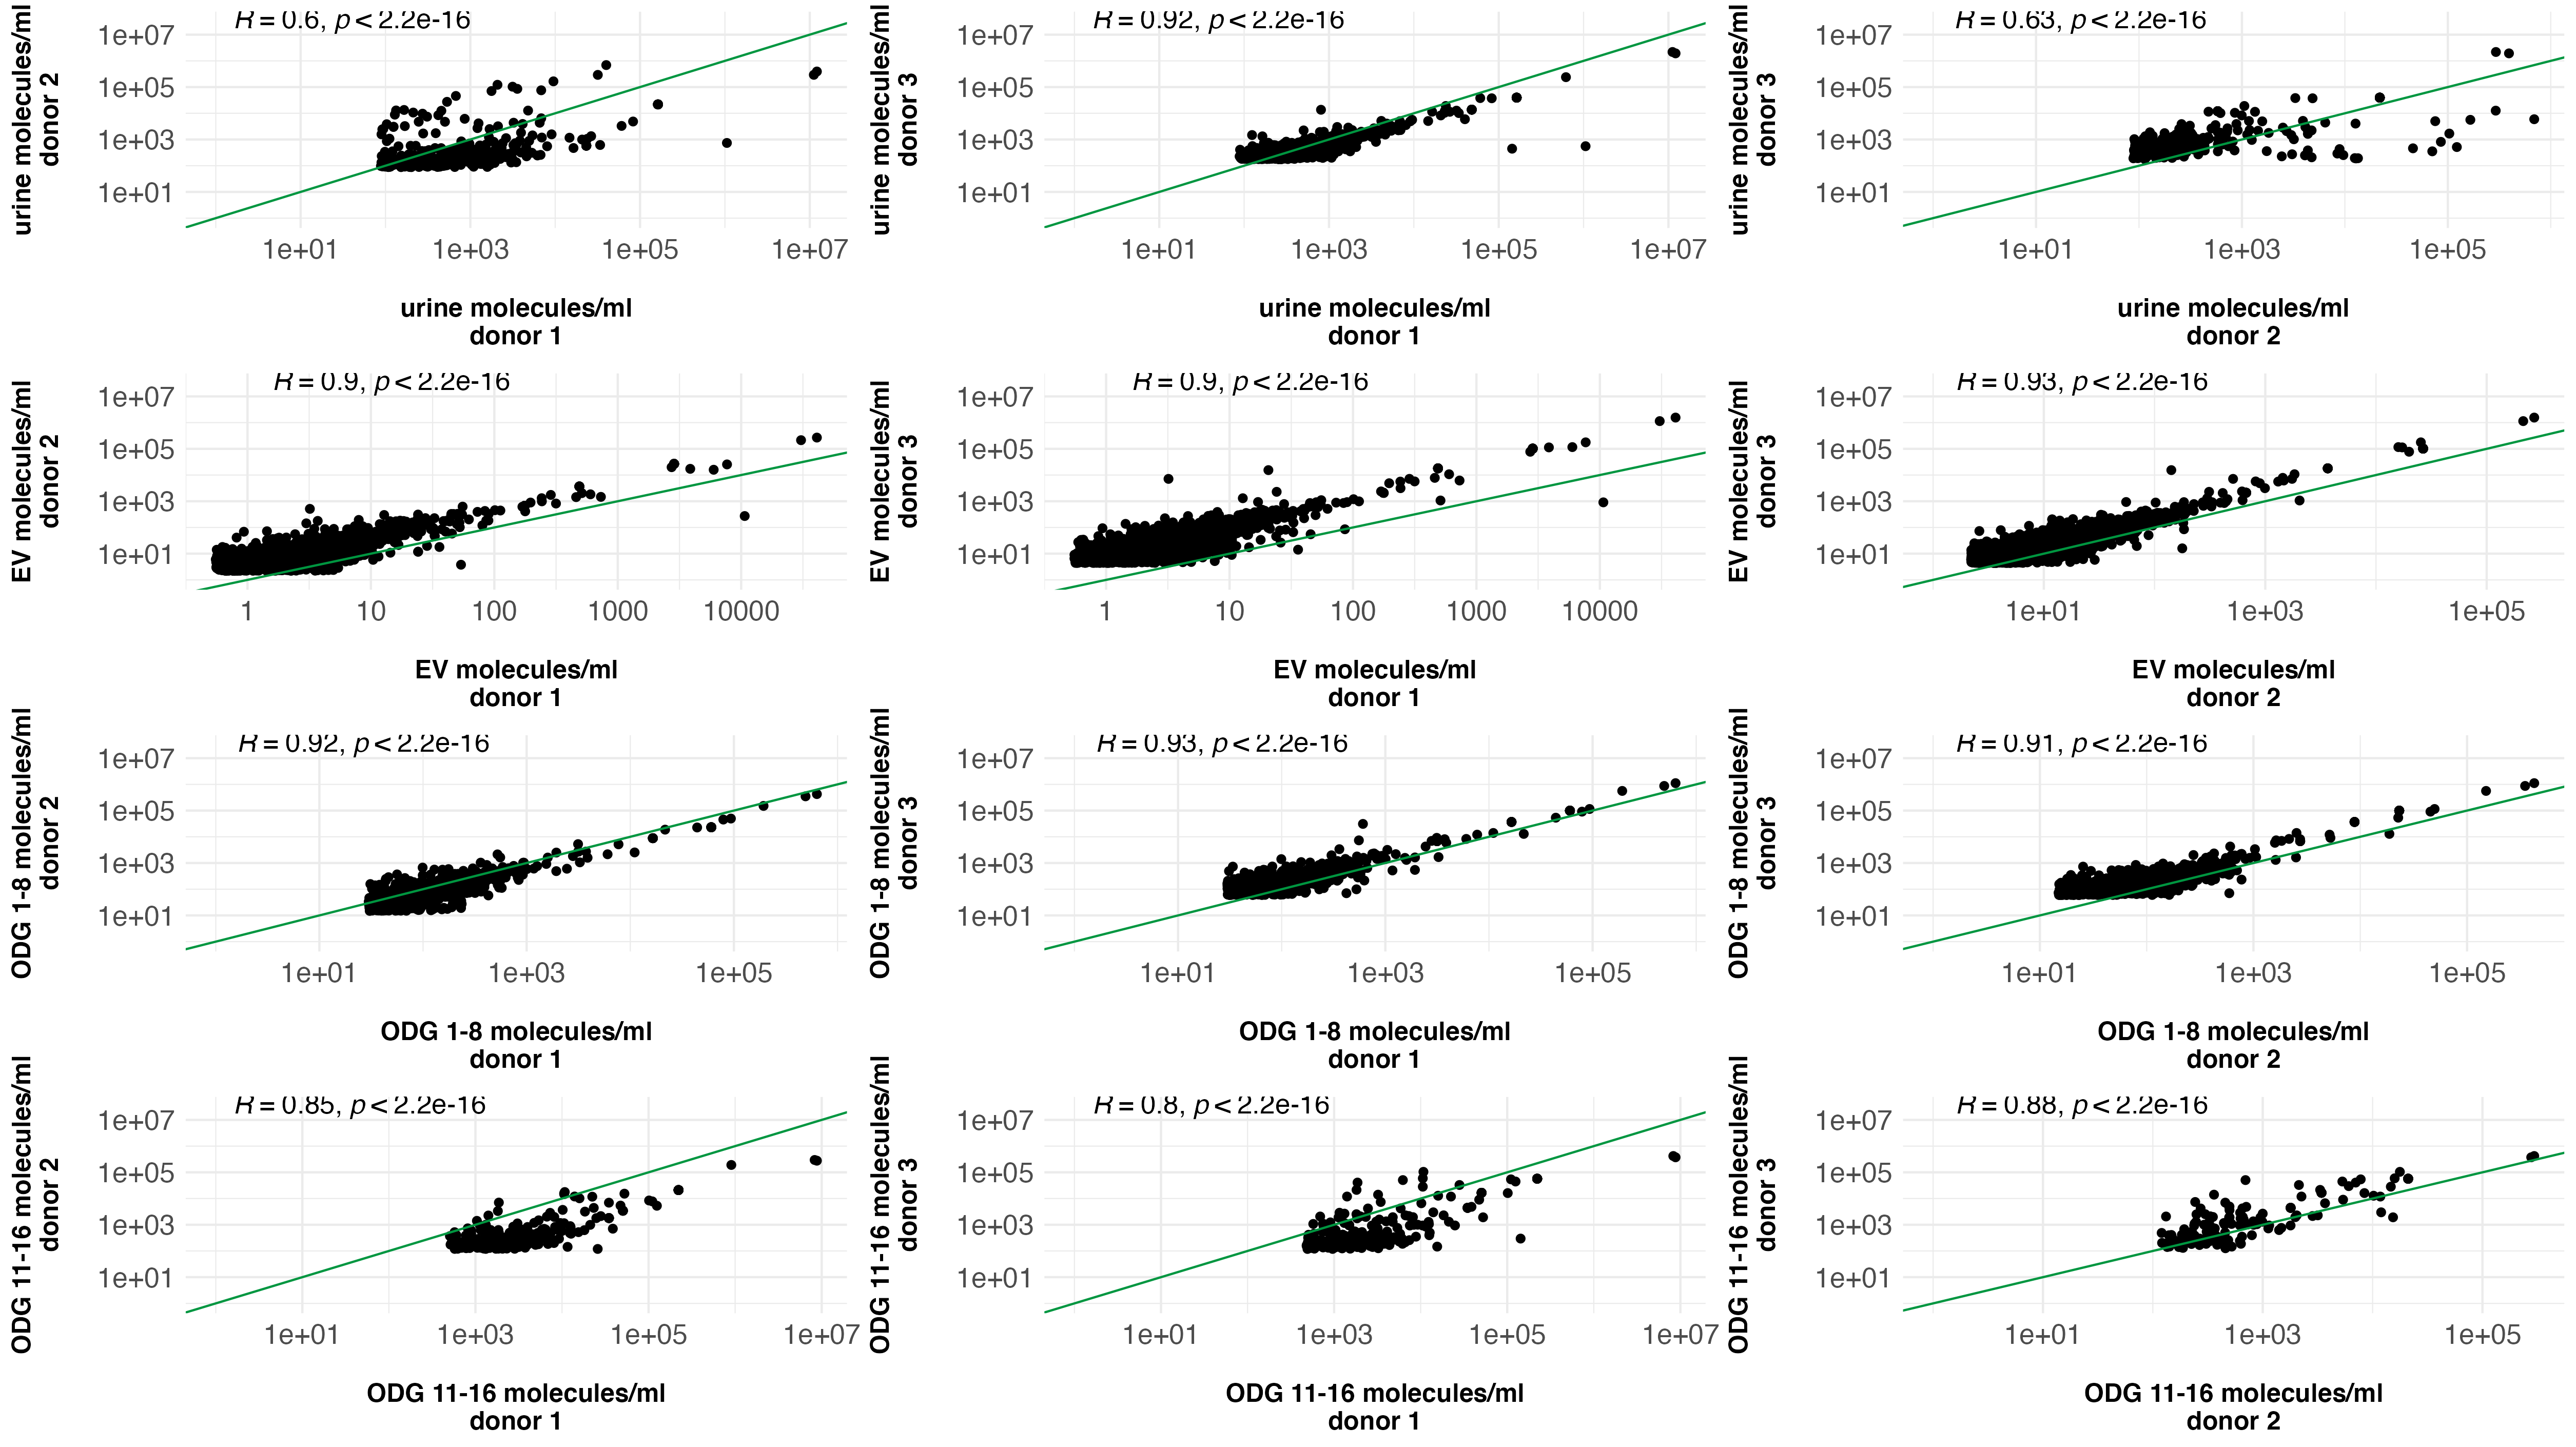 R = 0.6, p < 2.2e-16
urine molecules/ml
donor 2
1e+07
1e+05
1e+03
1e+01
1e+01 1e+03 1e+05 1e+07
urine molecules/ml
donor 1
R = 0.92, p < 2.2e-16
urine molecules/ml
donor 3
1e+07
1e+05
1e+03
1e+01
1e+01 1e+03 1e+05 1e+07
urine molecules/ml
donor 1
R = 0.63, p < 2.2e-16
urine molecules/ml
donor 3
1e+07
1e+05
1e+03
1e+01
1e+01 1e+03 1e+05
urine molecules/ml
donor 2
R = 0.9, p < 2.2e-16
EV molecules/ml
donor 2
1e+07
1e+05
1e+03
1e+01
1 10 100 1000 10000
EV molecules/ml
donor 1
R = 0.9, p < 2.2e-16
EV molecules/ml
donor 3
1e+07
1e+05
1e+03
1e+01
1 10 100 1000 10000
EV molecules/ml
donor 1
R = 0.93, p < 2.2e-16
EV molecules/ml
donor 3
1e+07
1e+05
1e+03
1e+01
1e+01 1e+03 1e+05
EV molecules/ml
donor 2
R = 0.92, p < 2.2e-16
ODG 1-8 molecules/ml
donor 2
1e+07
1e+05
1e+03
1e+01
1e+01 1e+03 1e+05
ODG 1-8 molecules/ml
donor 1
R = 0.93, p < 2.2e-16
ODG 1-8 molecules/ml
donor 3
1e+07
1e+05
1e+03
1e+01
1e+01 1e+03 1e+05
ODG 1-8 molecules/ml
donor 1
R = 0.91, p < 2.2e-16
ODG 1-8 molecules/ml
donor 3
1e+07
1e+05
1e+03
1e+01
1e+01 1e+03 1e+05
ODG 1-8 molecules/ml
donor 2
R = 0.85, p < 2.2e-16
ODG 11-16 molecules/ml
donor 2
1e+07
1e+05
1e+03
1e+01
1e+01 1e+03 1e+05 1e+07
ODG 11-16 molecules/ml
donor 1
R = 0.8, p < 2.2e-16
ODG 11-16 molecules/ml
donor 3
1e+07
1e+05
1e+03
1e+01
1e+01 1e+03 1e+05 1e+07
ODG 11-16 molecules/ml
donor 1
R = 0.88, p < 2.2e-16
ODG 11-16 molecules/ml
donor 3
1e+07
1e+05
1e+03
1e+01
1e+01 1e+03 1e+05
ODG 11-16 molecules/ml
donor 2